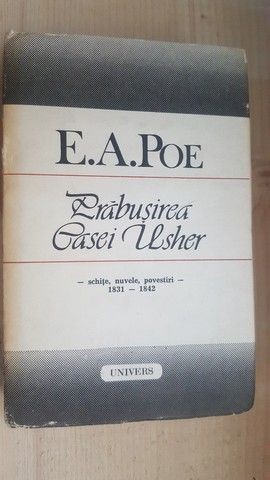 E.A.POE
Prăbușirea
Casei Usher
— schițe, nuvele, povestiri —
1831 — 1842
UNIVERS